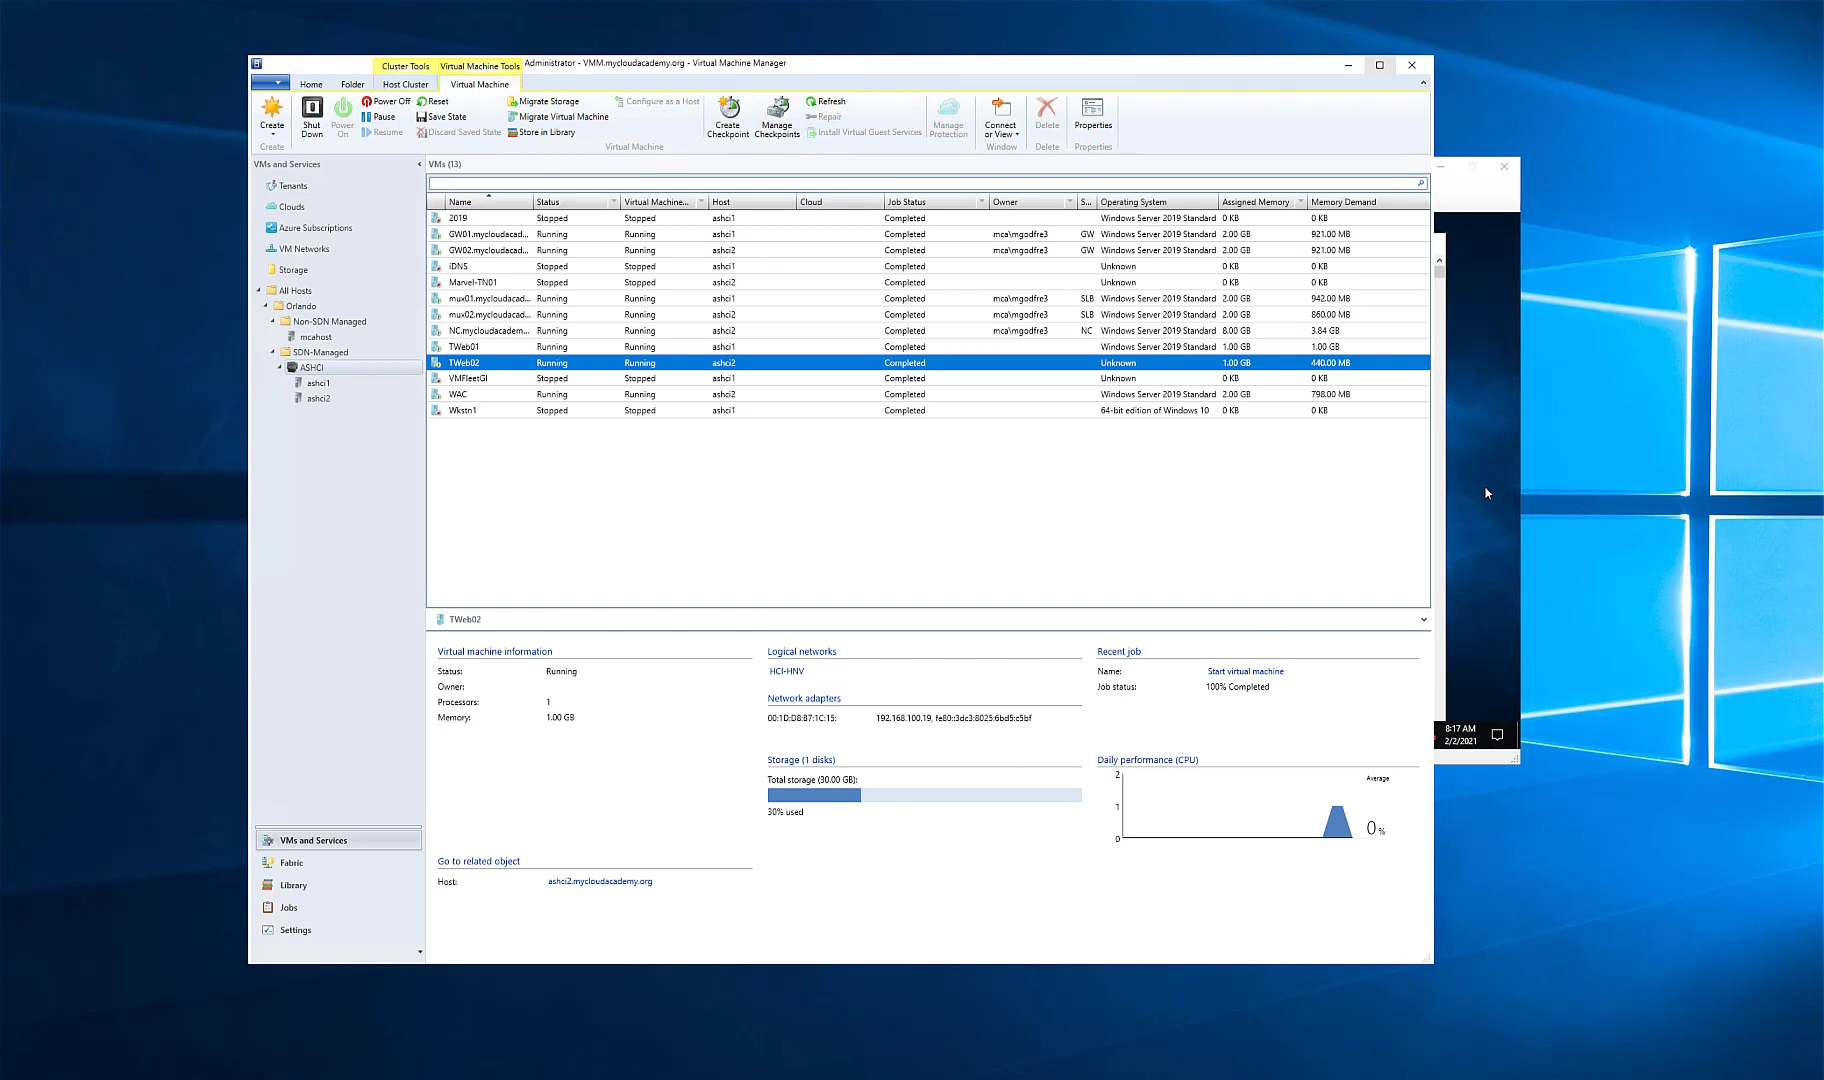 Cluster Tools Virtual Machine Tools Administrator - VMM.mycloudacademy.org - Virtual Machine Manager
Home Folder Host Cluster Virtual Machine
Create
Shut Down
Power On
Power Off
Pause
Resume
Reset
Save State
Discard Saved State
Migrate Storage
Migrate Virtual Machine
Store in Library
Configure as a Host
Create Checkpoint
Manage Checkpoints
Refresh
Repair
Install Virtual Guest Services
Manage Protection
Connect or View
Delete
Properties
Create Virtual Machine Window Delete Properties
VMs and Services
Tenants
Clouds
Azure Subscriptions
VM Networks
Storage
All Hosts
Orlando
Non-SDN Managed
mcahost
SDN-Managed
ASHCI
ashci1
ashci2
VMs and Services
Fabric
Library
Jobs
Settings
VMs (13)
Name Status Virtual Machine... Host Cloud Job Status Owner S... Operating System Assigned Memory Memory Demand
2019 Stopped Stopped ashci1 Completed Windows Server 2019 Standard 0 KB 0 KB
GW01.mycloudacad... Running Running ashci1 Completed mca\mgodfre3 GW Windows Server 2019 Standard 2.00 GB 921.00 MB
GW02.mycloudacad... Running Running ashci2 Completed mca\mgodfre3 GW Windows Server 2019 Standard 2.00 GB 921.00 MB
iDNS Stopped Stopped ashci1 Completed Unknown 0 KB 0 KB
Marvel-TN01 Stopped Stopped ashci2 Completed Unknown 0 KB 0 KB
mux01.mycloudacad... Running Running ashci1 Completed mca\mgodfre3 SLB Windows Server 2019 Standard 2.00 GB 942.00 MB
mux02.mycloudacad... Running Running ashci2 Completed mca\mgodfre3 SLB Windows Server 2019 Standard 2.00 GB 860.00 MB
NC.mycloudacadem... Running Running ashci2 Completed mca\mgodfre3 NC Windows Server 2019 Standard 8.00 GB 3.84 GB
TWeb01 Running Running ashci1 Completed Windows Server 2019 Standard 1.00 GB 1.00 GB
TWeb02 Running Running ashci2 Completed Unknown 1.00 GB 440.00 MB
VMFleetGI Stopped Stopped ashci1 Completed Unknown 0 KB 0 KB
WAC Running Running ashci2 Completed Windows Server 2019 Standard 2.00 GB 798.00 MB
Wkstn1 Stopped Stopped ashci1 Completed 64-bit edition of Windows 10 0 KB 0 KB
TWeb02
Virtual machine information
Status: Running
Owner:
Processors: 1
Memory: 1.00 GB
Go to related object
Host: ashci2.mycloudacademy.org
Logical networks
HCI-HNV
Network adapters
00:1D:D8:B7:1C:15: 192.168.100.19, fe80::3dc3:8025:6bd5:c5bf
Storage (1 disks)
Total storage (30.00 GB):
30% used
Recent job
Name: Start virtual machine
Job status: 100% Completed
Daily performance (CPU)
2
1
0
Average
0 %
8:17 AM
2/2/2021